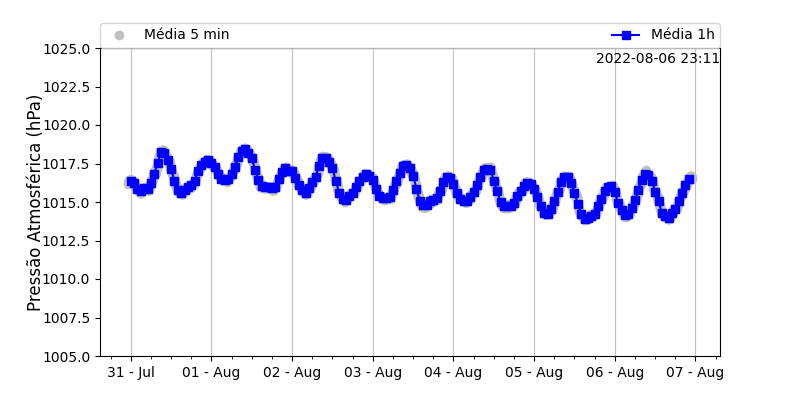 Média 5 min
Média 1h
2022-08-06 23:11
Pressão Atmosférica (hPa)
1025.0
1022.5
1020.0
1017.5
1015.0
1012.5
1010.0
1007.5
1005.0
31 - Jul
01 - Aug
02 - Aug
03 - Aug
04 - Aug
05 - Aug
06 - Aug
07 - Aug